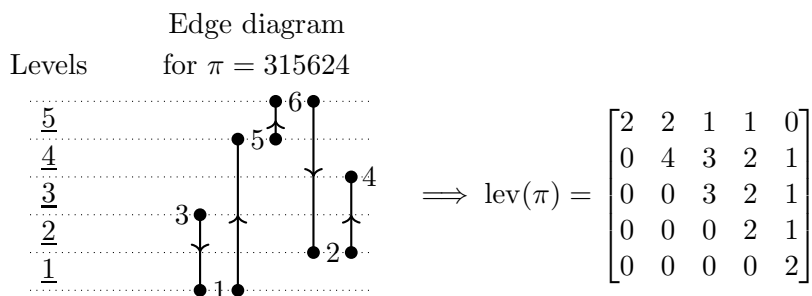 Edge diagram
Levels for π = 315624
5 6
4 5
3 4
2 3
1 2
1
⟹ lev(π) =
2 2 1 1 0
0 4 3 2 1
0 0 3 2 1
0 0 0 2 1
0 0 0 0 2